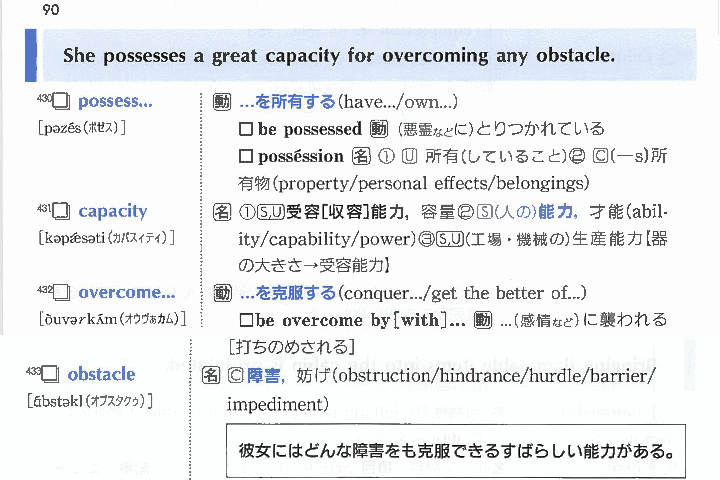 90
She possesses a great capacity for overcoming any obstacle.
430 □ possess... 動 ...を所有する(have.../own...)
[pəzés(ポゼス)] □ be possessed 動 (悪霊などに)とりつかれている
□ posséssion 名 ① U 所有(していること)② C(—s)所
有物(property/personal effects/belongings)
431 □ capacity 名 ①S,U受容[収容]能力, 容量②S(人の)能力, 才能(abil-
[kəpǽsəti(カパスィティ)] ity/capability/power)③S,U(工場・機械の)生産能力【器
の大きさ→受容能力】
432 □ overcome... 動 ...を克服する(conquer.../get the better of...)
[òuvərkʌ́m(オウヴぁカム)] □be overcome by[with]... 動 ...(感情など)に襲われる
[打ちのめされる]
433 □ obstacle 名 C障害, 妨げ(obstruction/hindrance/hurdle/barrier/
[ɑ́bstəkl(オブスタクゥ)] impediment)
彼女にはどんな障害をも克服できるすばらしい能力がある。